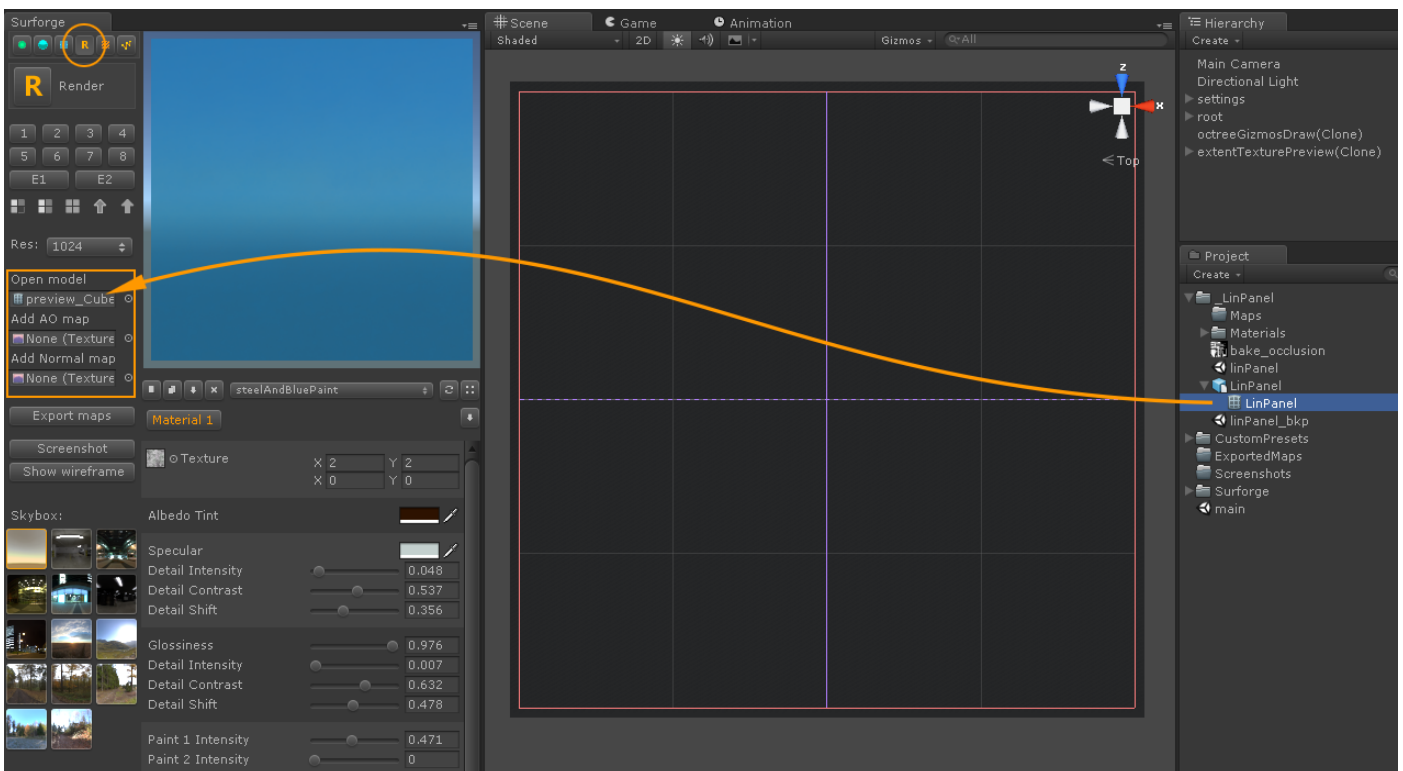 Surforge
R
R
Render
1 2 3 4
5 6 7 8
E1 E2
Res: 1024
Open model
preview_Cube
Add AO map
None (Texture
Add Normal map
None (Texture
Export maps
Screenshot
Show wireframe
Skybox:
steelAndBluePaint
Material 1
Texture X 2 Y 2
X 0 Y 0
Albedo Tint
Specular
Detail Intensity 0.048
Detail Contrast 0.537
Detail Shift 0.356
Glossiness 0.976
Detail Intensity 0.007
Detail Contrast 0.632
Detail Shift 0.478
Paint 1 Intensity 0.471
Paint 2 Intensity 0
Scene Game Animation
Shaded 2D Gizmos All
z
x
Top
Hierarchy
Create
Main Camera
Directional Light
settings
root
octreeGizmosDraw(Clone)
extentTexturePreview(Clone)
Project
Create
_LinPanel
Maps
Materials
bake_occlusion
linPanel
LinPanel
LinPanel
linPanel_bkp
CustomPresets
ExportedMaps
Screenshots
Surforge
main